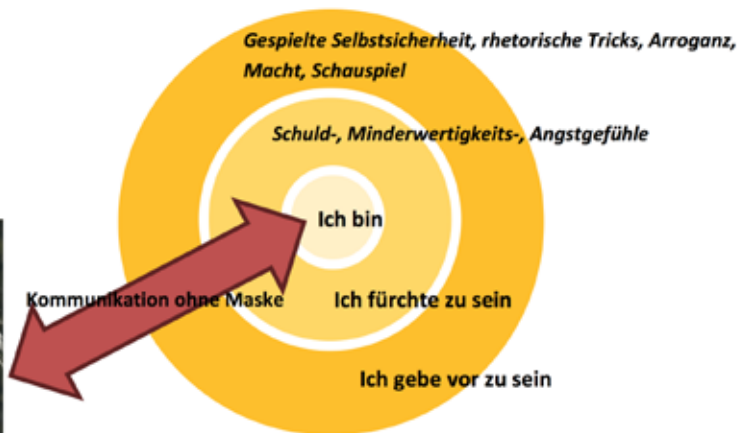 Gespielte Selbstsicherheit, rhetorische Tricks, Arroganz,
Macht, Schauspiel
Schuld-, Minderwertigkeits-, Angstgefühle
Ich bin
Kommunikation ohne Maske
Ich fürchte zu sein
Ich gebe vor zu sein